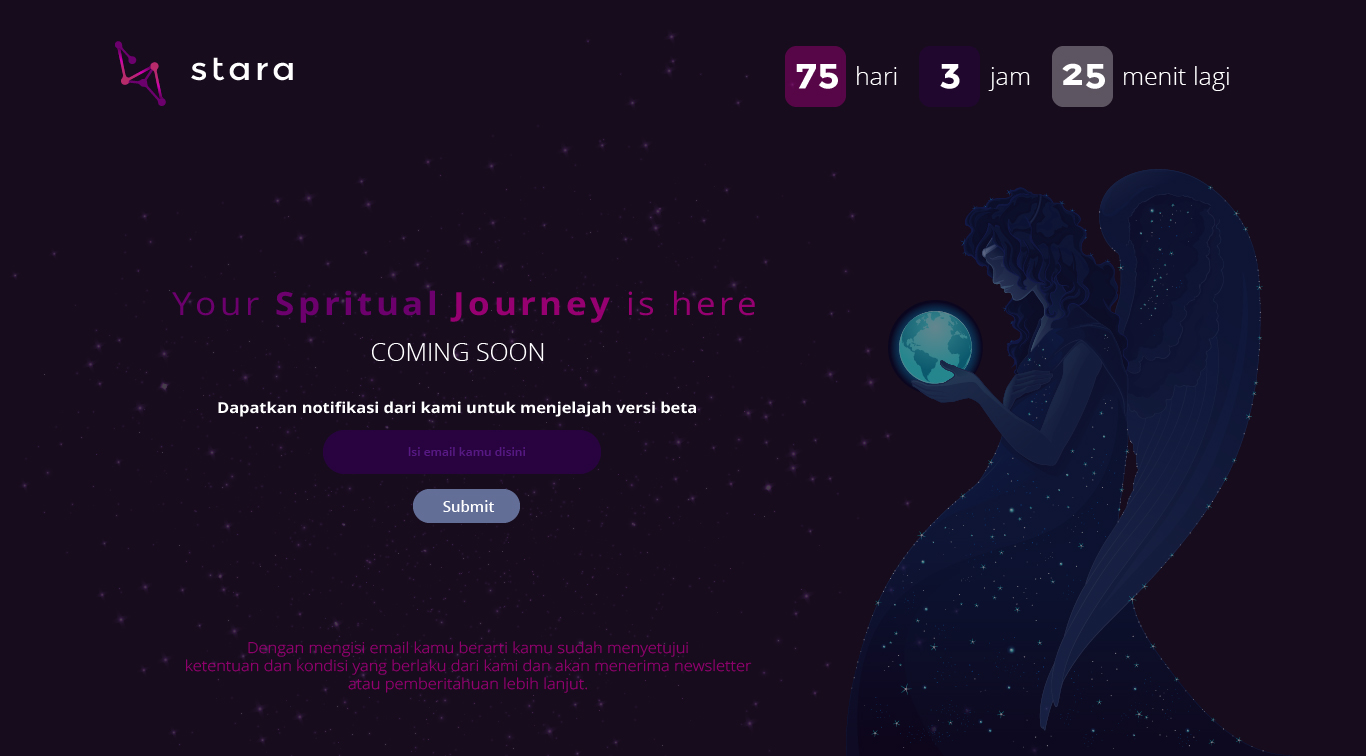 stara
75 hari 3 jam 25 menit lagi
Your Spritual Journey is here
COMING SOON
Dapatkan notifikasi dari kami untuk menjelajah versi beta
Isi email kamu disini
Submit
Dengan mengisi email kamu berarti kamu sudah menyetujui
ketentuan dan kondisi yang berlaku dari kami dan akan menerima newsletter
atau pemberitahuan lebih lanjut.